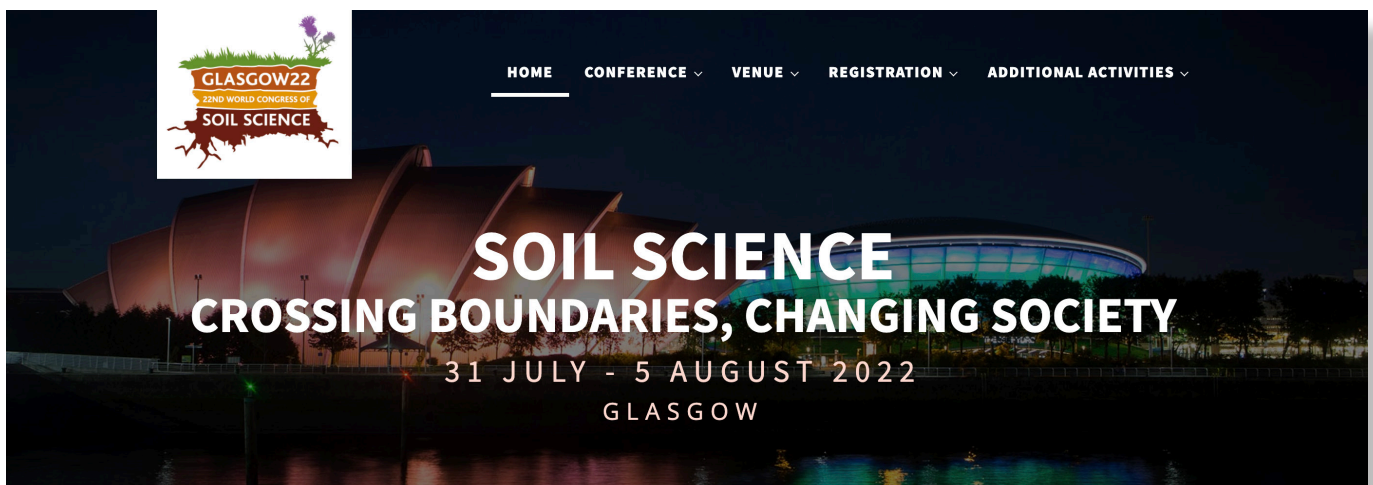 GLASGOW22
22ND WORLD CONGRESS OF
SOIL SCIENCE
HOME CONFERENCE VENUE REGISTRATION ADDITIONAL ACTIVITIES
SOIL SCIENCE
CROSSING BOUNDARIES, CHANGING SOCIETY
31 JULY - 5 AUGUST 2022
GLASGOW